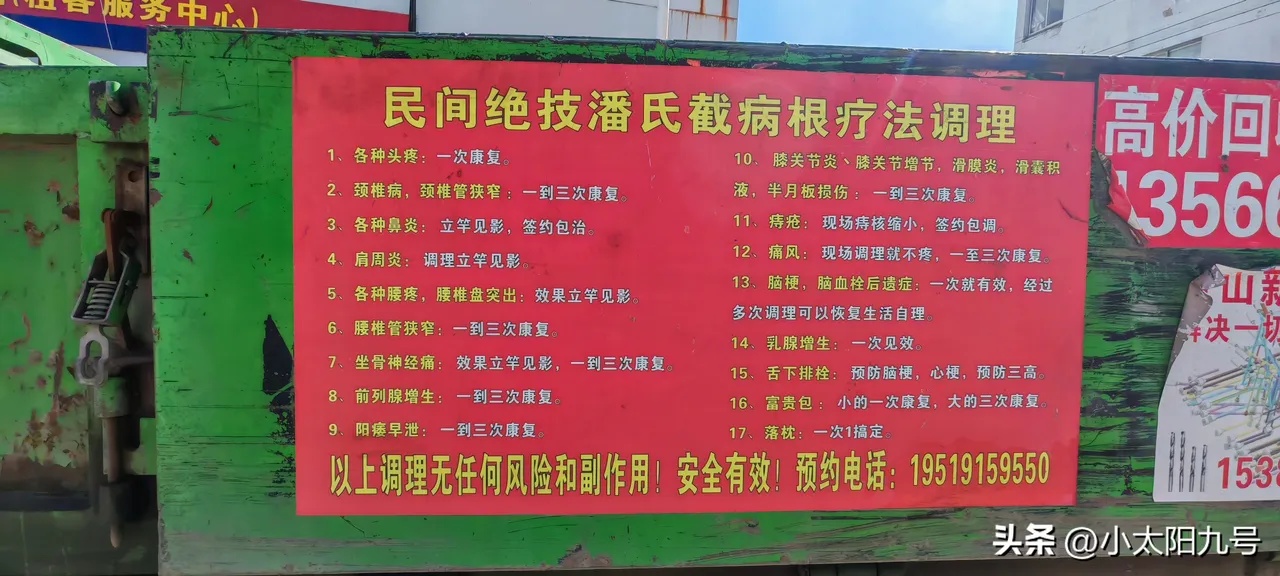 租客服务中心)
民间绝技潘氏截病根疗法调理
1、各种头疼：一次康复。
2、颈椎病，颈椎管狭窄：一到三次康复。
3、各种鼻炎：立竿见影，签约包治。
4、肩周炎：调理立竿见影。
5、各种腰疼，腰椎盘突出：效果立竿见影。
6、腰椎管狭窄：一到三次康复。
7、坐骨神经痛：效果立竿见影，一到三次康复。
8、前列腺增生：一到三次康复。
9、阳痿早泄：一到三次康复。
10、膝关节炎丶膝关节增节，滑膜炎，滑囊积
液，半月板损伤：一到三次康复。
11、痔疮：现场痔核缩小，签约包调。
12、痛风：现场调理就不疼，一至三次康复。
13、脑梗，脑血栓后遗症：一次就有效，经过
多次调理可以恢复生活自理。
14、乳腺增生：一次见效。
15、舌下排栓：预防脑梗，心梗，预防三高。
16、富贵包：小的一次康复，大的三次康复。
17、落枕：一次1搞定。
以上调理无任何风险和副作用！安全有效！预约电话：19519159550
高价回
13566
山新
决一切
153
头条 @小太阳九号